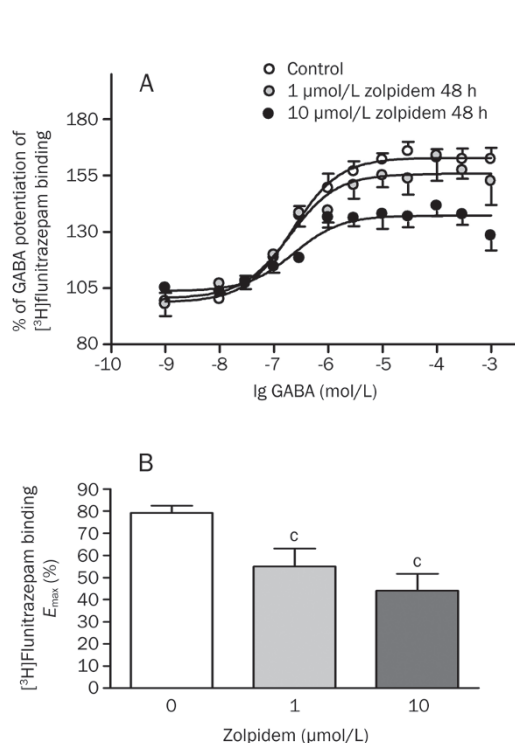 A
Control
1 µmol/L zolpidem 48 h
10 µmol/L zolpidem 48 h
% of GABA potentiation of
[³H]flunitrazepam binding
180
155
130
105
80
-10 -9 -8 -7 -6 -5 -4 -3
lg GABA (mol/L)
B
[³H]Flunitrazepam binding
Emax (%)
90
80
70
60
50
40
30
20
10
0
c
c
0 1 10
Zolpidem (µmol/L)